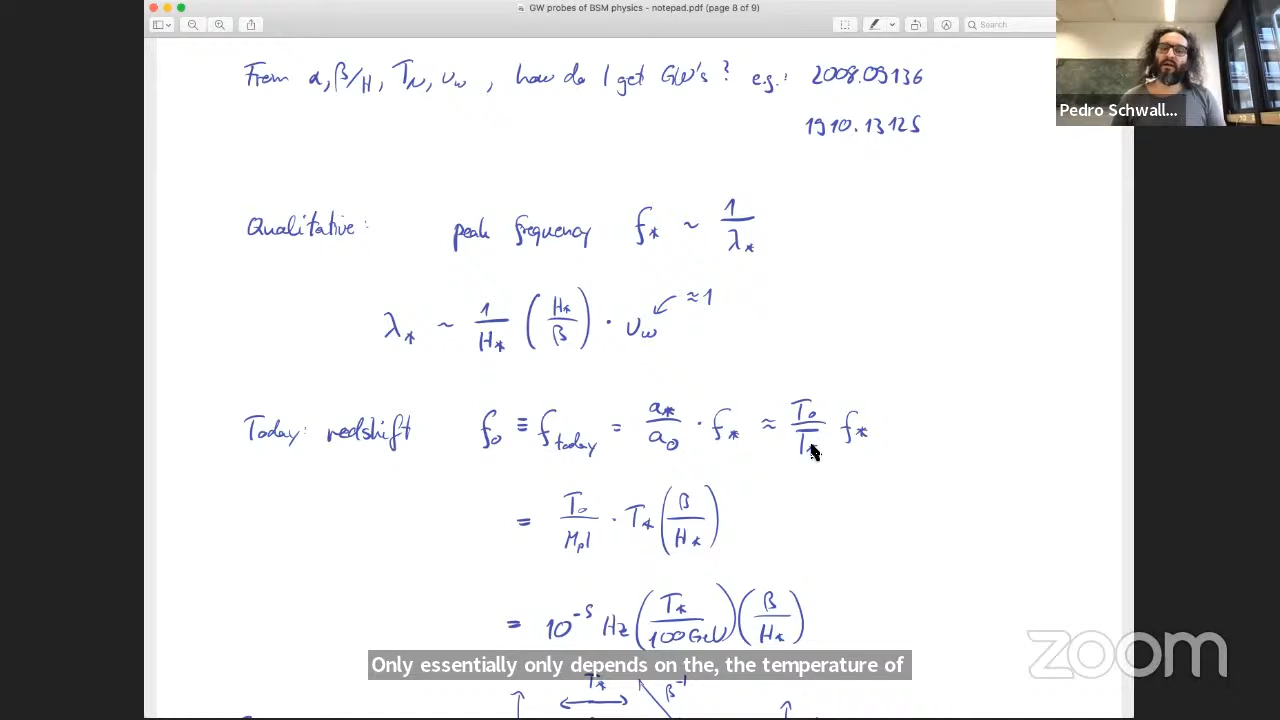 GW probes of BSM physics - notepad.pdf (page 8 of 9)
Search
From α, β/H, T_N, v_w, how do I get GW's? e.g.: 2008.09136
1910.13125
Pedro Schwall...
Qualitative: peak frequency f_* ~ 1/λ_*
λ_* ~ 1/H_* (H_*/β) · v_w ≈1
Today: redshift f_0 ≡ f_today = a_*/a_0 · f_* ≈ T_0/T_* f_*
= T_0/M_pl · T_* (β/H_*)
= 10^-5 Hz (T_*/100GeV) (β/H_*)
Only essentially only depends on the, the temperature of
T_* β^-1
zoom